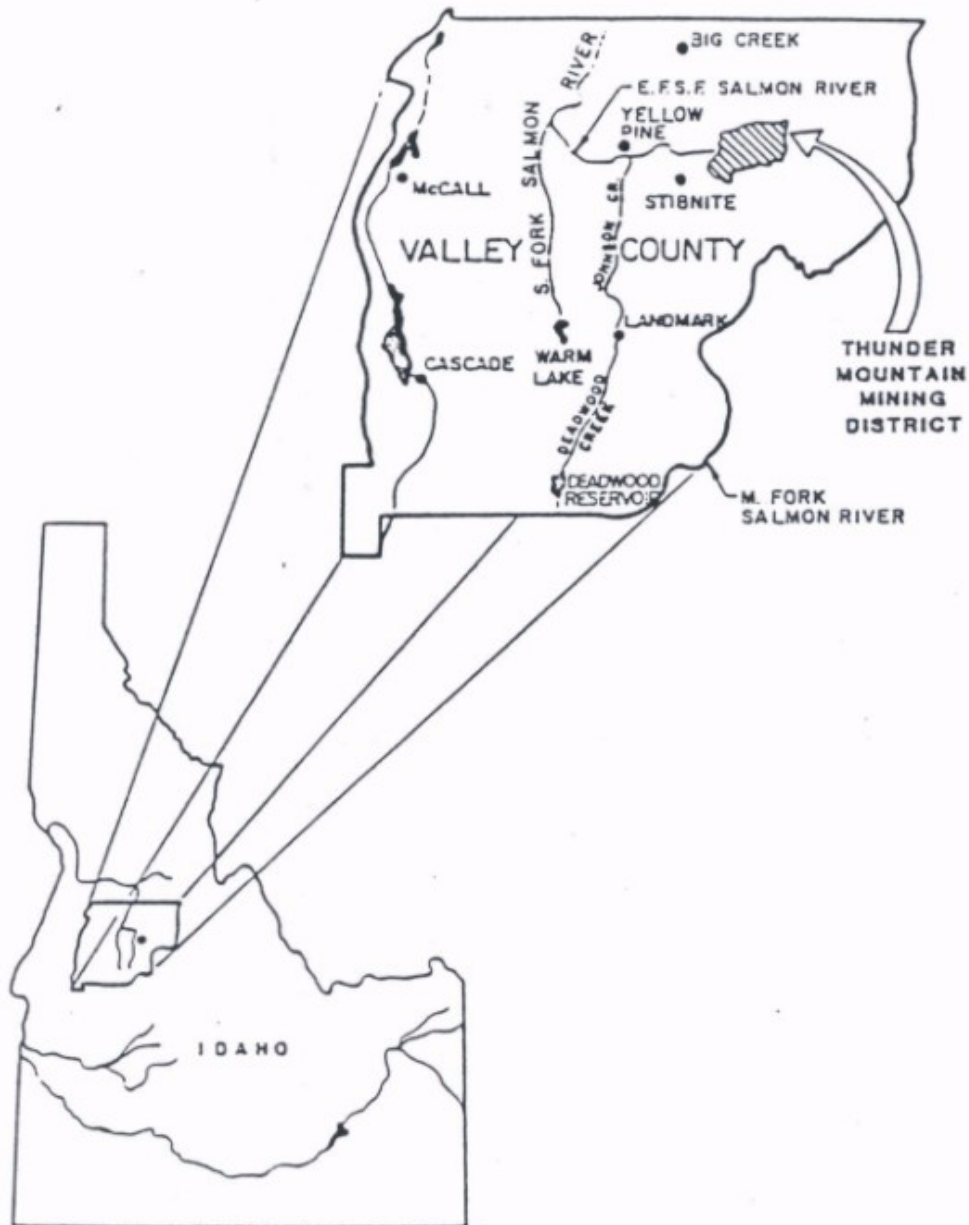 BIG CREEK
RIVER
E.F.S.F. SALMON RIVER
YELLOW
PINE
S. FORK SALMON
McCALL
STIBNITE
JOHNSON CR.
VALLEY COUNTY
LANDMARK
THUNDER
MOUNTAIN
MINING
DISTRICT
CASCADE
WARM
LAKE
DEADWOOD
CREEK
DEADWOOD
RESERVOIR
M. FORK
SALMON RIVER
IDAHO